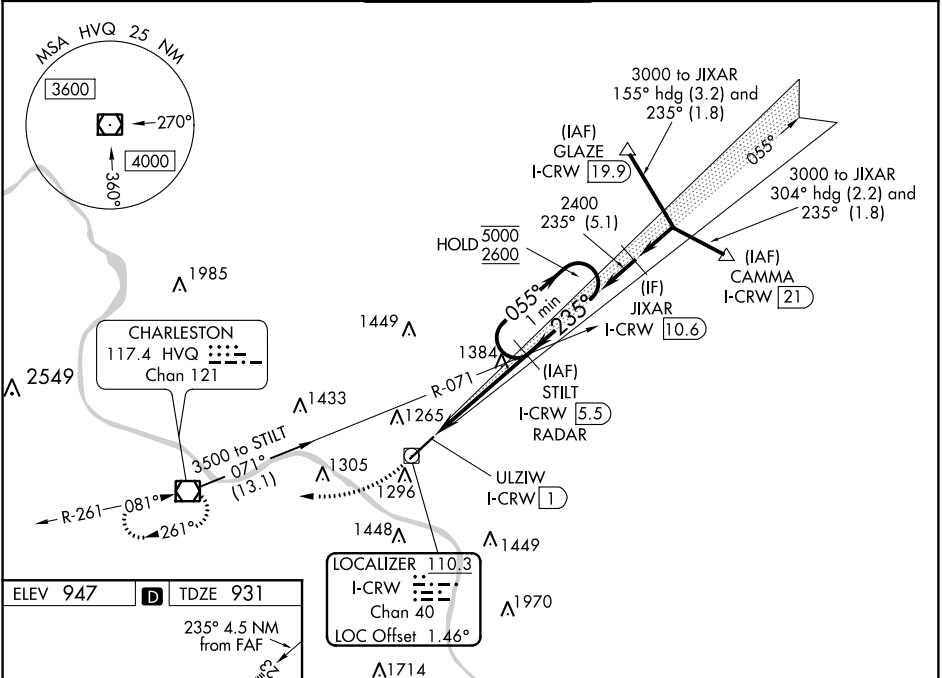 MSA HVQ 25 NM
3600
270°
4000
360°
3000 to JIXAR
155° hdg (3.2) and
235° (1.8)
(IAF)
GLAZE
I-CRW 19.9
055°
3000 to JIXAR
304° hdg (2.2) and
235° (1.8)
2400
235° (5.1)
HOLD 5000
2600
(IAF)
CAMMA
I-CRW 21
(IF)
JIXAR
I-CRW 10.6
055°
1 min
235°
1985
1449
1384
CHARLESTON
117.4 HVQ
Chan 121
2549
(IAF)
STILT
I-CRW 5.5
RADAR
R-071
1433
1265
3500 to STILT
071°
(13.1)
1305
1296
ULZIW
I-CRW 1
R-261
081°
261°
1448
1449
LOCALIZER 110.3
I-CRW
Chan 40
LOC Offset 1.46°
1970
1714
ELEV 947
D
TDZE 931
235° 4.5 NM
from FAF